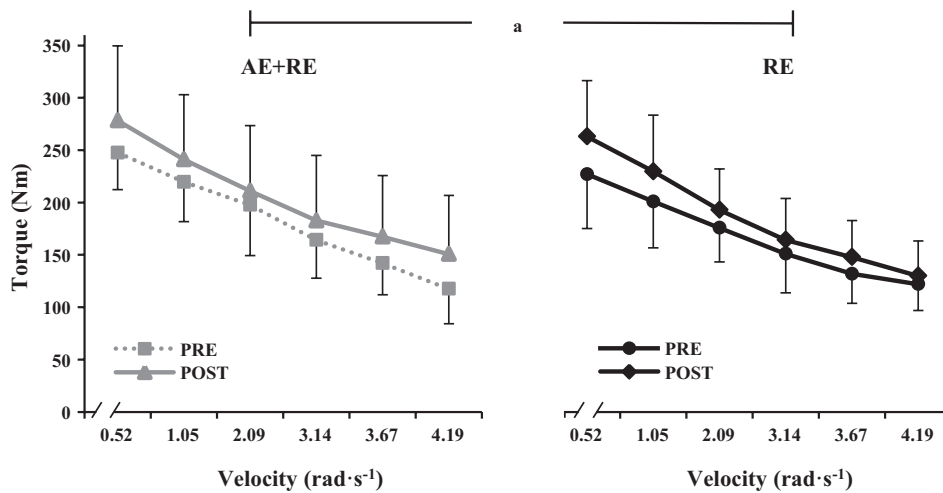 a
AE+RE
RE
Torque (Nm)
350
300
250
200
150
100
50
0
PRE
POST
PRE
POST
0.52 1.05 2.09 3.14 3.67 4.19
0.52 1.05 2.09 3.14 3.67 4.19
Velocity (rad·s⁻¹)
Velocity (rad·s⁻¹)